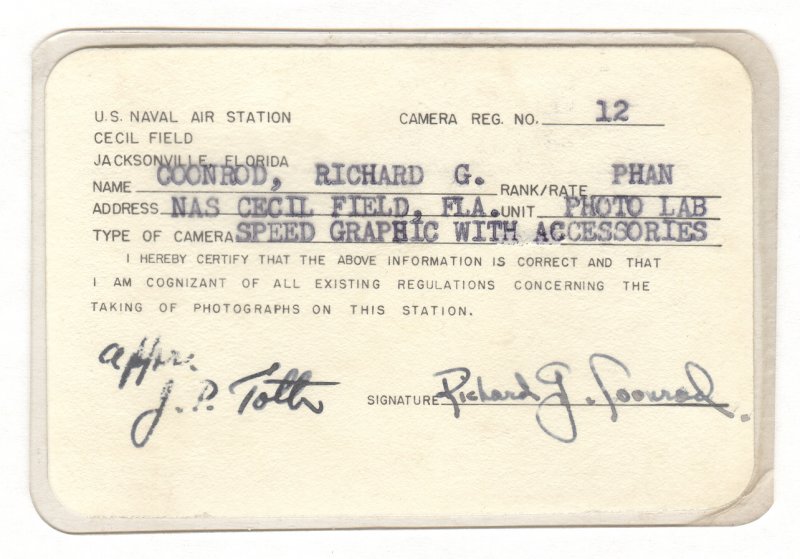 U.S. NAVAL AIR STATION CAMERA REG. NO. 12
CECIL FIELD
JACKSONVILLE, FLORIDA
NAME COONROD, RICHARD G. RANK/RATE PHAN
ADDRESS NAS CECIL FIELD, FLA. UNIT PHOTO LAB
TYPE OF CAMERA SPEED GRAPHIC WITH ACCESSORIES
I HEREBY CERTIFY THAT THE ABOVE INFORMATION IS CORRECT AND THAT
I AM COGNIZANT OF ALL EXISTING REGULATIONS CONCERNING THE
TAKING OF PHOTOGRAPHS ON THIS STATION.
J. P.
SIGNATURE Richard G. Coonrod.